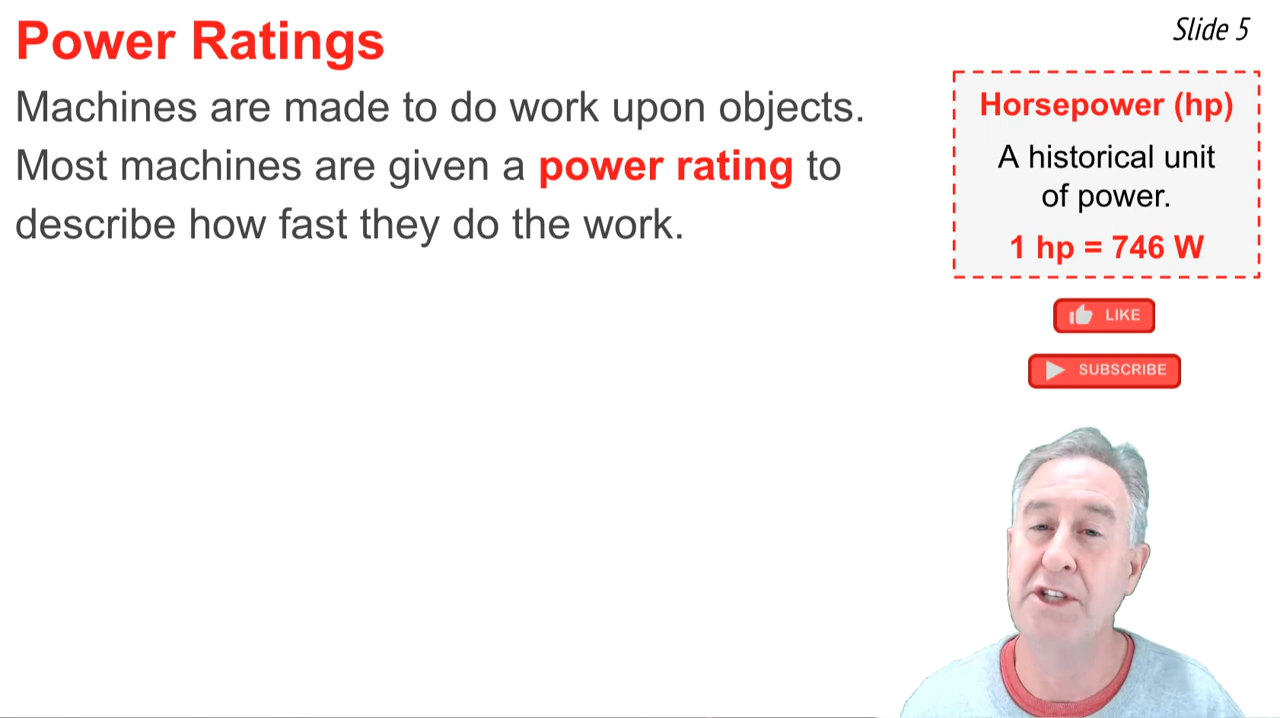 Power Ratings
Machines are made to do work upon objects.
Most machines are given a power rating to
describe how fast they do the work.
Slide 5
Horsepower (hp)
A historical unit
of power.
1 hp = 746 W
LIKE
SUBSCRIBE